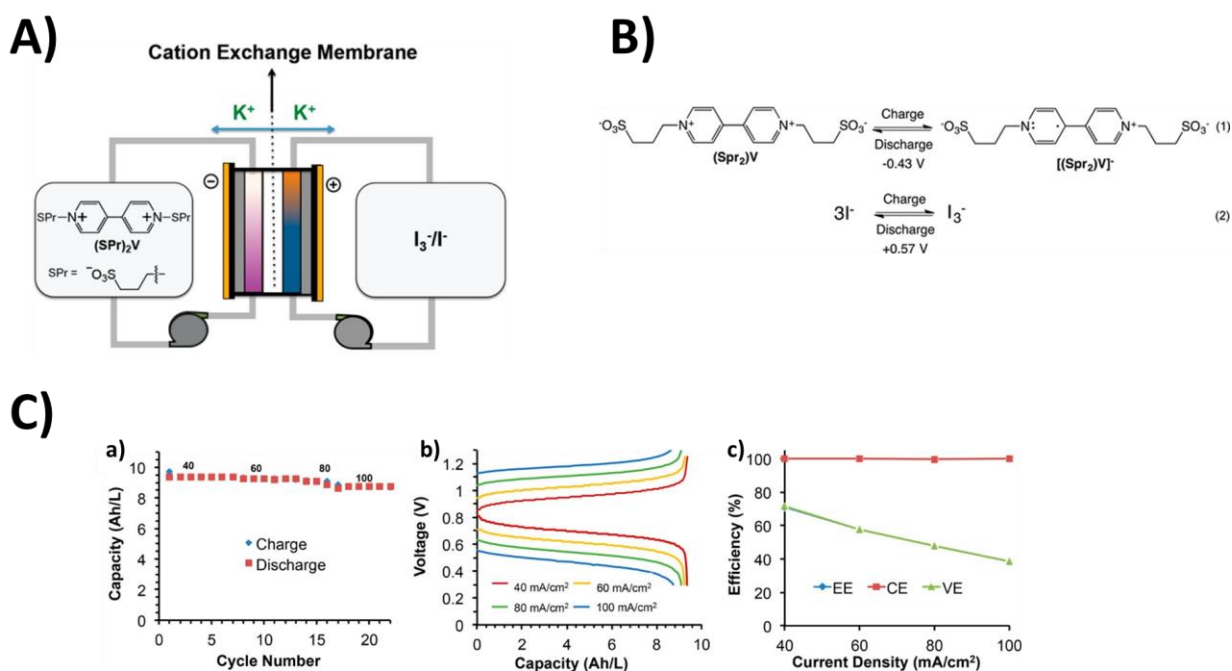 A)
Cation Exchange Membrane
K⁺ K⁺
⊖ ⊕
SPr—N⁺ ⁺N—SPr
(SPr)₂V
SPr = ⁻O₃S
I₃⁻/I⁻
B)
⁻O₃S N⁺ N⁺ SO₃⁻ Charge ⁻O₃S N: · N⁺ SO₃⁻ (1)
Discharge
(Spr₂)V -0.43 V [(Spr₂)V]⁻
Charge
3I⁻ I₃⁻ (2)
Discharge
+0.57 V
C)
a)
Capacity (Ah/L)
10
8
6
4
2
0
40 60 80 100
Charge
Discharge
0 10 20
Cycle Number
b)
Voltage (V)
1.2
1
0.8
0.6
0.4
0.2
0
40 mA/cm² 60 mA/cm²
80 mA/cm² 100 mA/cm²
0 2 4 6 8 10
Capacity (Ah/L)
c)
Efficiency (%)
100
80
60
40
20
0
EE CE VE
40 60 80 100
Current Density (mA/cm²)